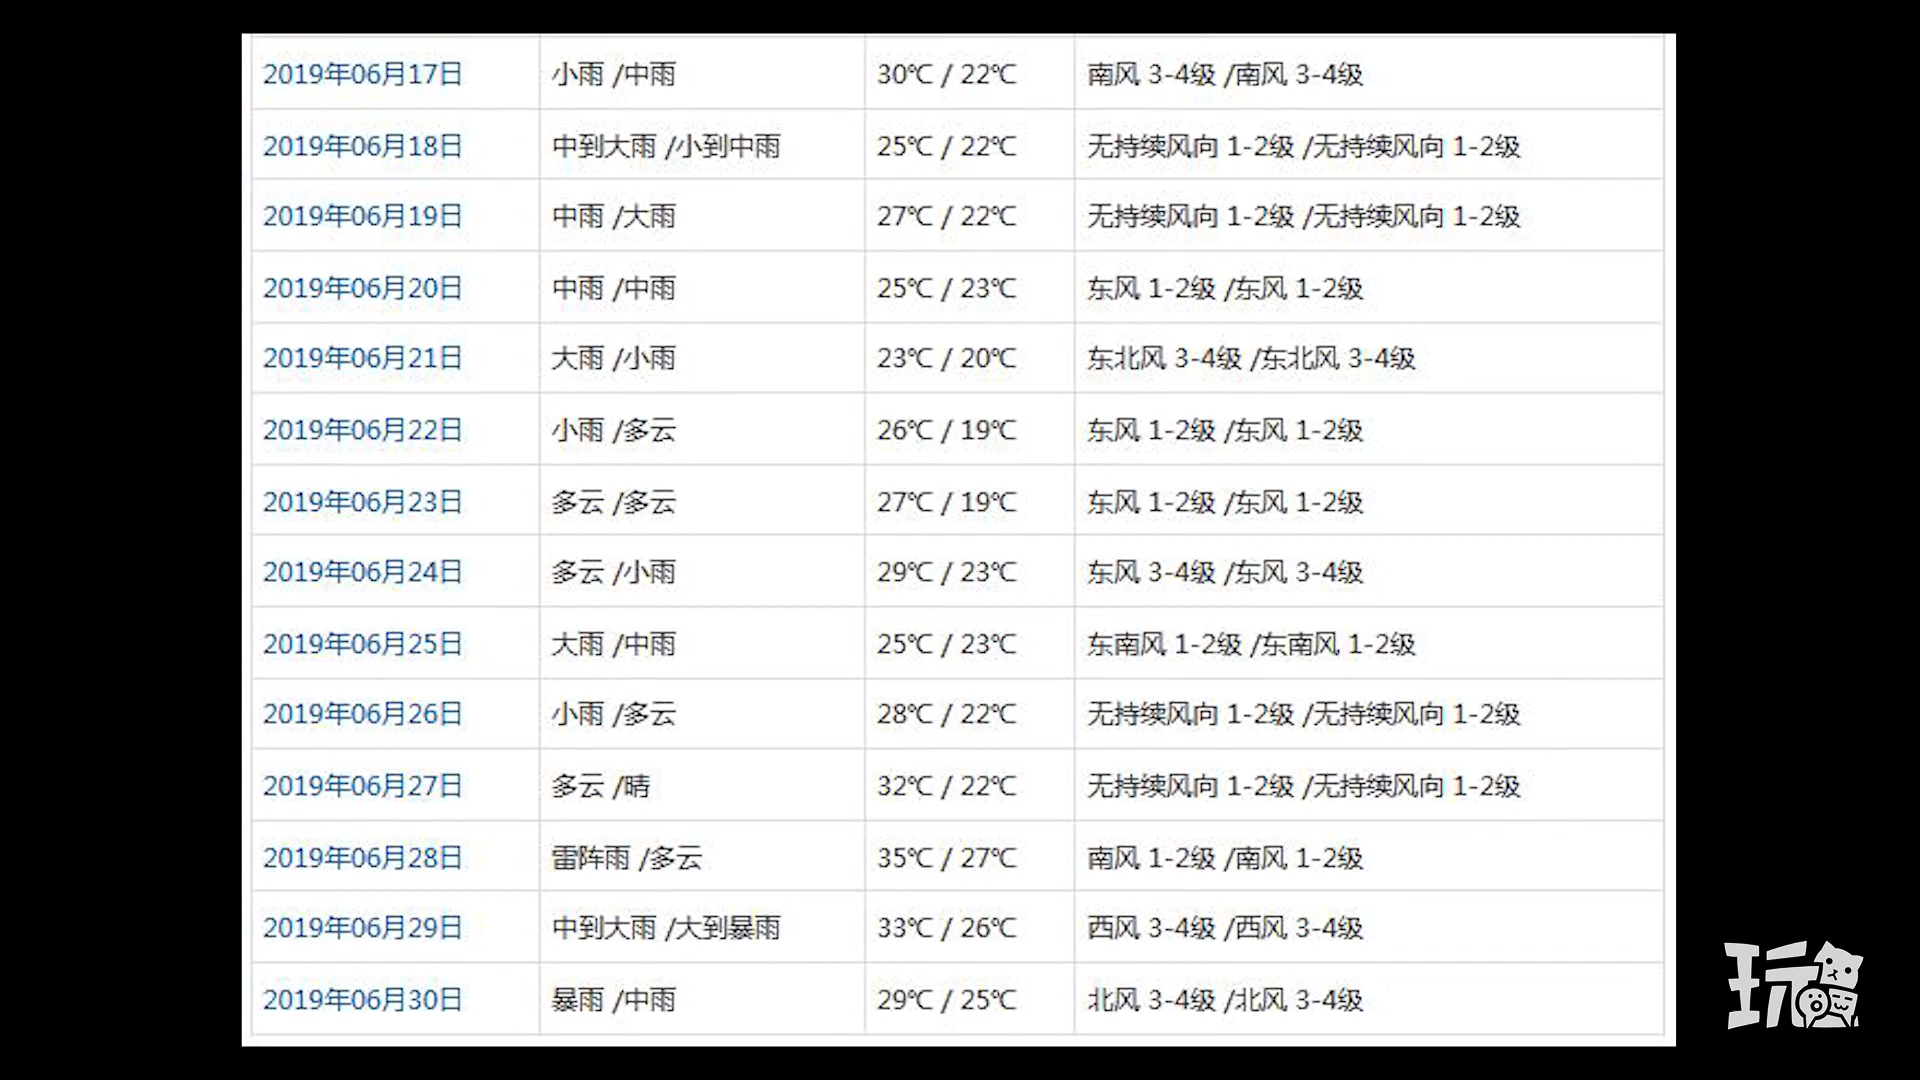 2019年06月17日 小雨 /中雨 30℃ / 22℃ 南风 3-4级 /南风 3-4级
2019年06月18日 中到大雨 /小到中雨 25℃ / 22℃ 无持续风向 1-2级 /无持续风向 1-2级
2019年06月19日 中雨 /大雨 27℃ / 22℃ 无持续风向 1-2级 /无持续风向 1-2级
2019年06月20日 中雨 /中雨 25℃ / 23℃ 东风 1-2级 /东风 1-2级
2019年06月21日 大雨 /小雨 23℃ / 20℃ 东北风 3-4级 /东北风 3-4级
2019年06月22日 小雨 /多云 26℃ / 19℃ 东风 1-2级 /东风 1-2级
2019年06月23日 多云 /多云 27℃ / 19℃ 东风 1-2级 /东风 1-2级
2019年06月24日 多云 /小雨 29℃ / 23℃ 东风 3-4级 /东风 3-4级
2019年06月25日 大雨 /中雨 25℃ / 23℃ 东南风 1-2级 /东南风 1-2级
2019年06月26日 小雨 /多云 28℃ / 22℃ 无持续风向 1-2级 /无持续风向 1-2级
2019年06月27日 多云 /晴 32℃ / 22℃ 无持续风向 1-2级 /无持续风向 1-2级
2019年06月28日 雷阵雨 /多云 35℃ / 27℃ 南风 1-2级 /南风 1-2级
2019年06月29日 中到大雨 /大到暴雨 33℃ / 26℃ 西风 3-4级 /西风 3-4级
2019年06月30日 暴雨 /中雨 29℃ / 25℃ 北风 3-4级 /北风 3-4级
玩